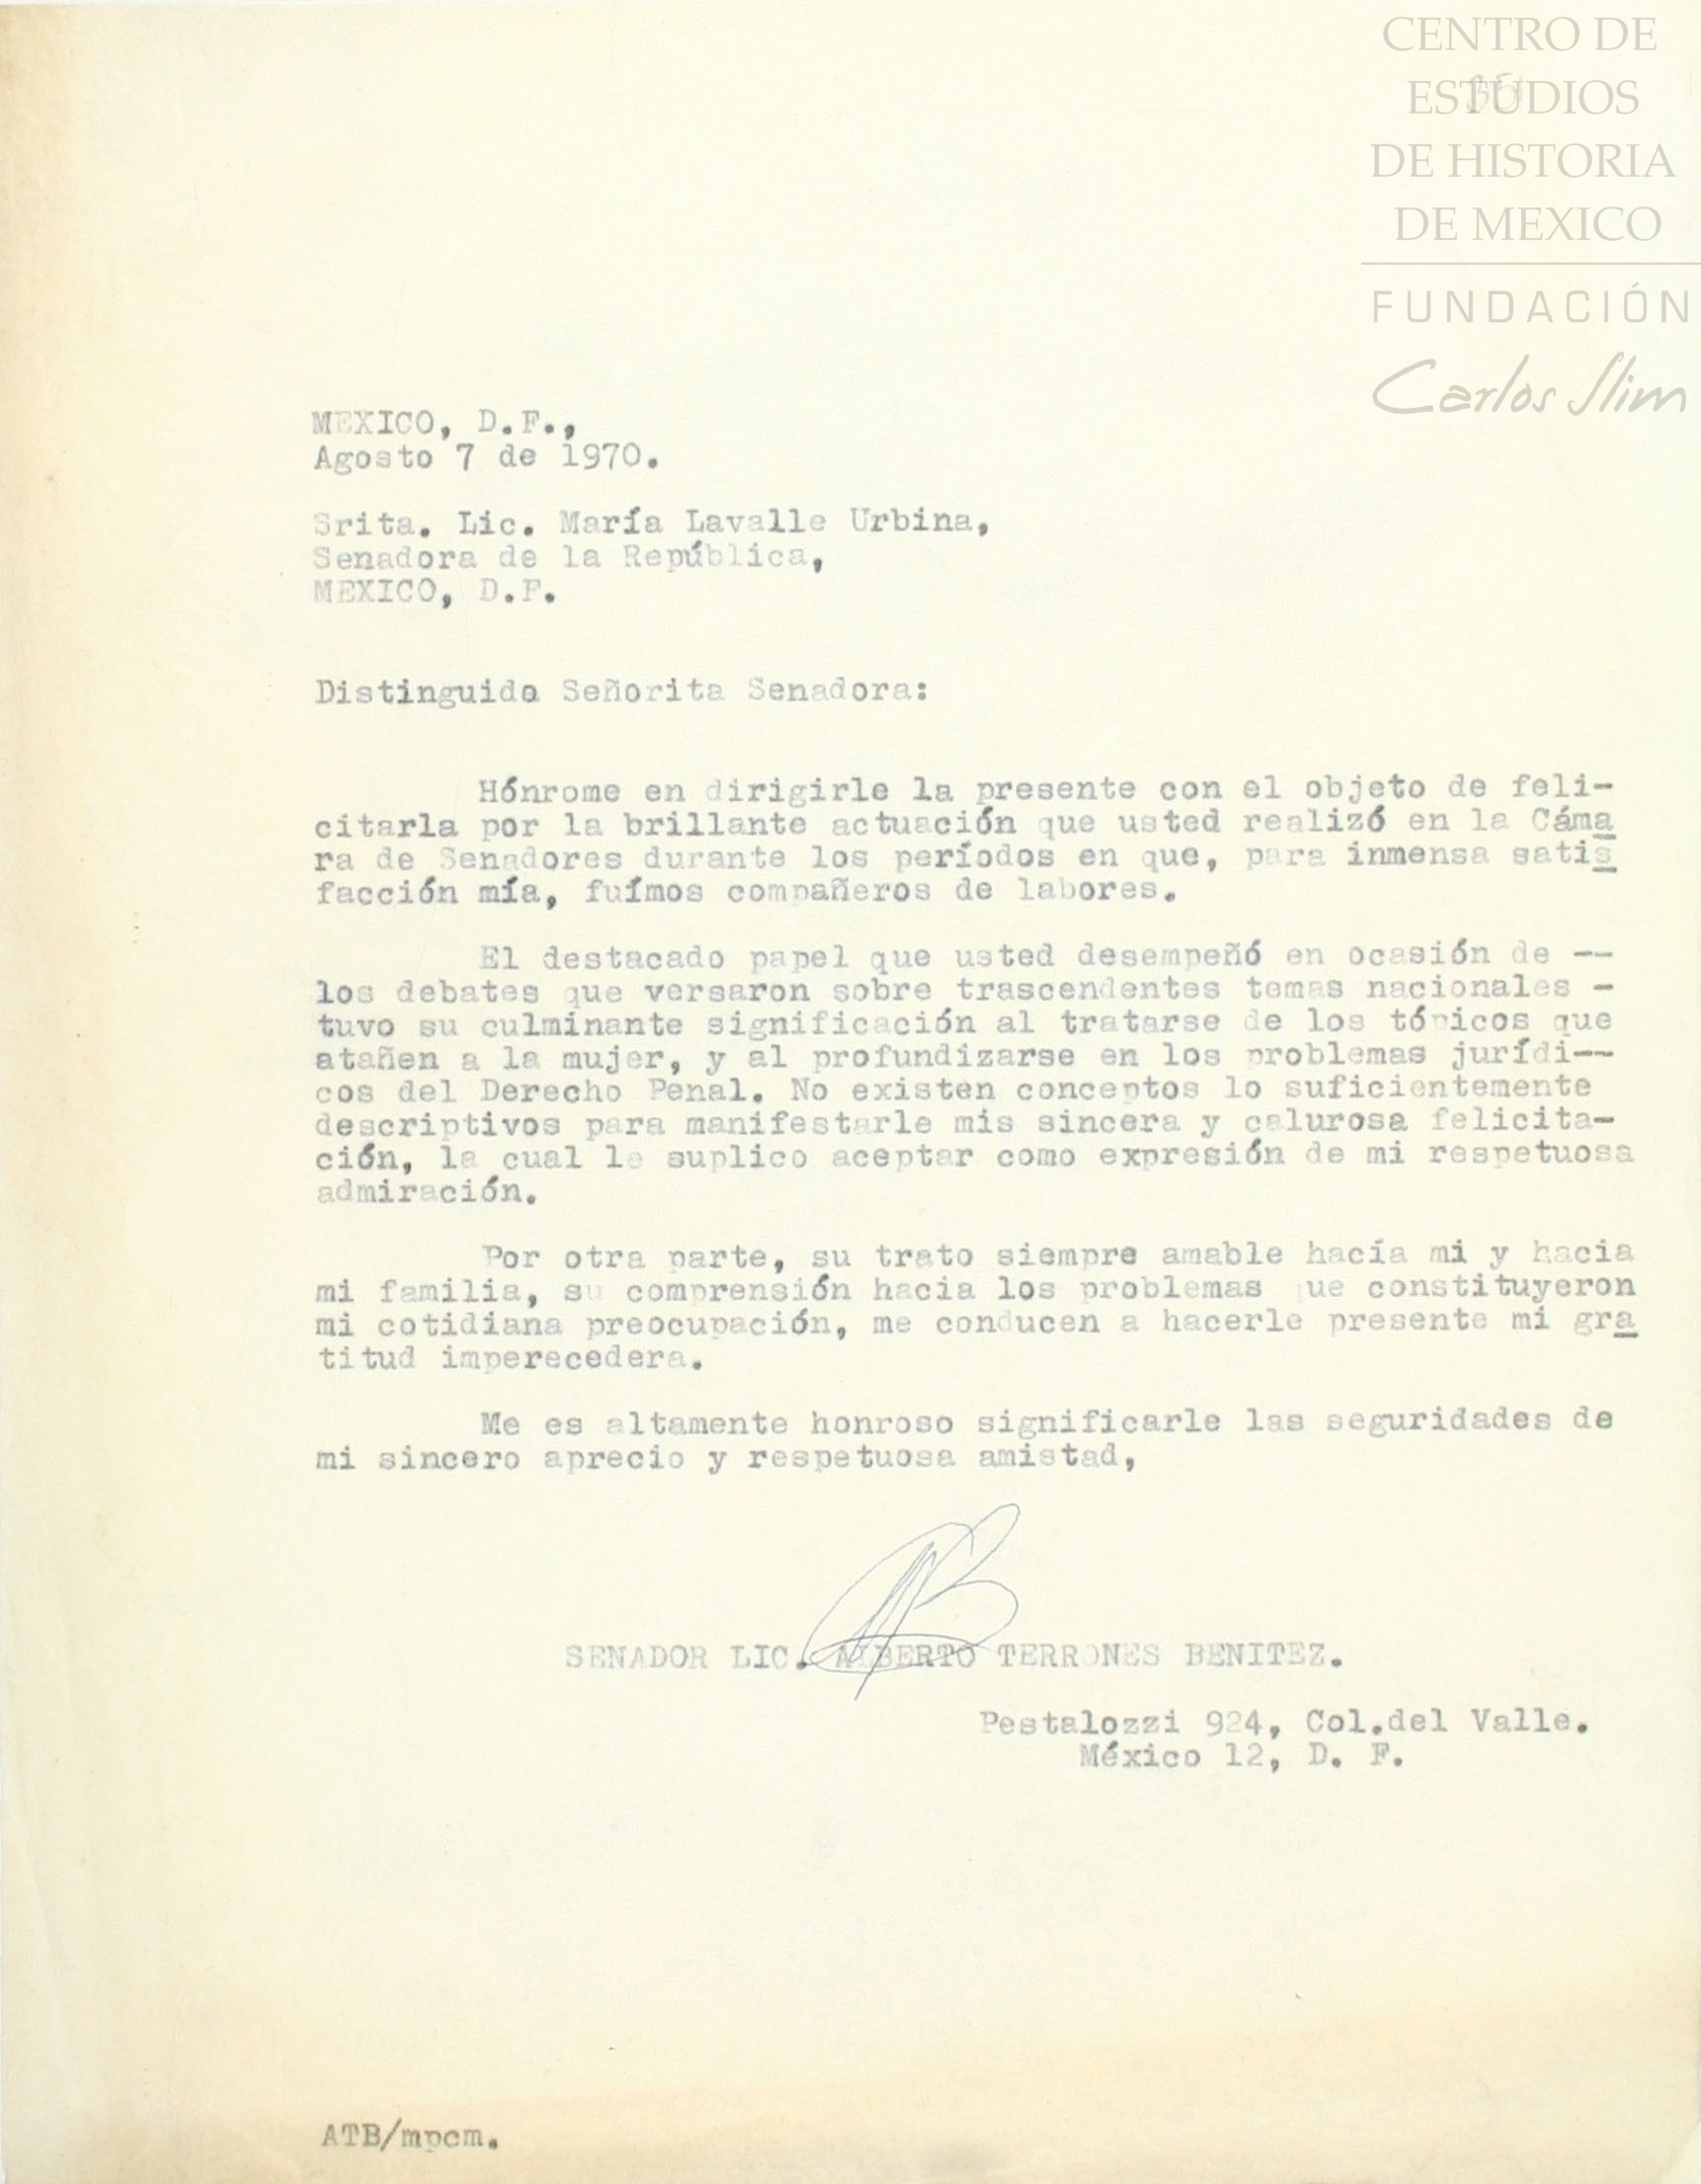 CENTRO DE
ESTUDIOS
DE HISTORIA
DE MEXICO
FUNDACIÓN
Carlos Slim
MEXICO, D.F.,
Agosto 7 de 1970.
Srita. Lic. María Lavalle Urbina,
Senadora de la República,
MEXICO, D.F.
Distinguida Señorita Senadora:
Hónrome en dirigirle la presente con el objeto de feli-
citarla por la brillante actuación que usted realizó en la Cáma
ra de Senadores durante los períodos en que, para inmensa satis
facción mía, fuímos compañeros de labores.
El destacado papel que usted desempeñó en ocasión de --
los debates que versaron sobre trascendentes temas nacionales -
tuvo su culminante significación al tratarse de los tópicos que
atañen a la mujer, y al profundizarse en los problemas jurídi--
cos del Derecho Penal. No existen conceptos lo suficientemente
descriptivos para manifestarle mis sincera y calurosa felicita-
ción, la cual le suplico aceptar como expresión de mi respetuosa
admiración.
Por otra parte, su trato siempre amable hacía mi y hacia
mi familia, su comprensión hacia los problemas que constituyeron
mi cotidiana preocupación, me conducen a hacerle presente mi gra
titud imperecedera.
Me es altamente honroso significarle las seguridades de
mi sincero aprecio y respetuosa amistad,
SENADOR LIC. ALBERTO TERRONES BENITEZ.
Pestalozzi 924, Col.del Valle.
México 12, D. F.
ATB/mpcm.